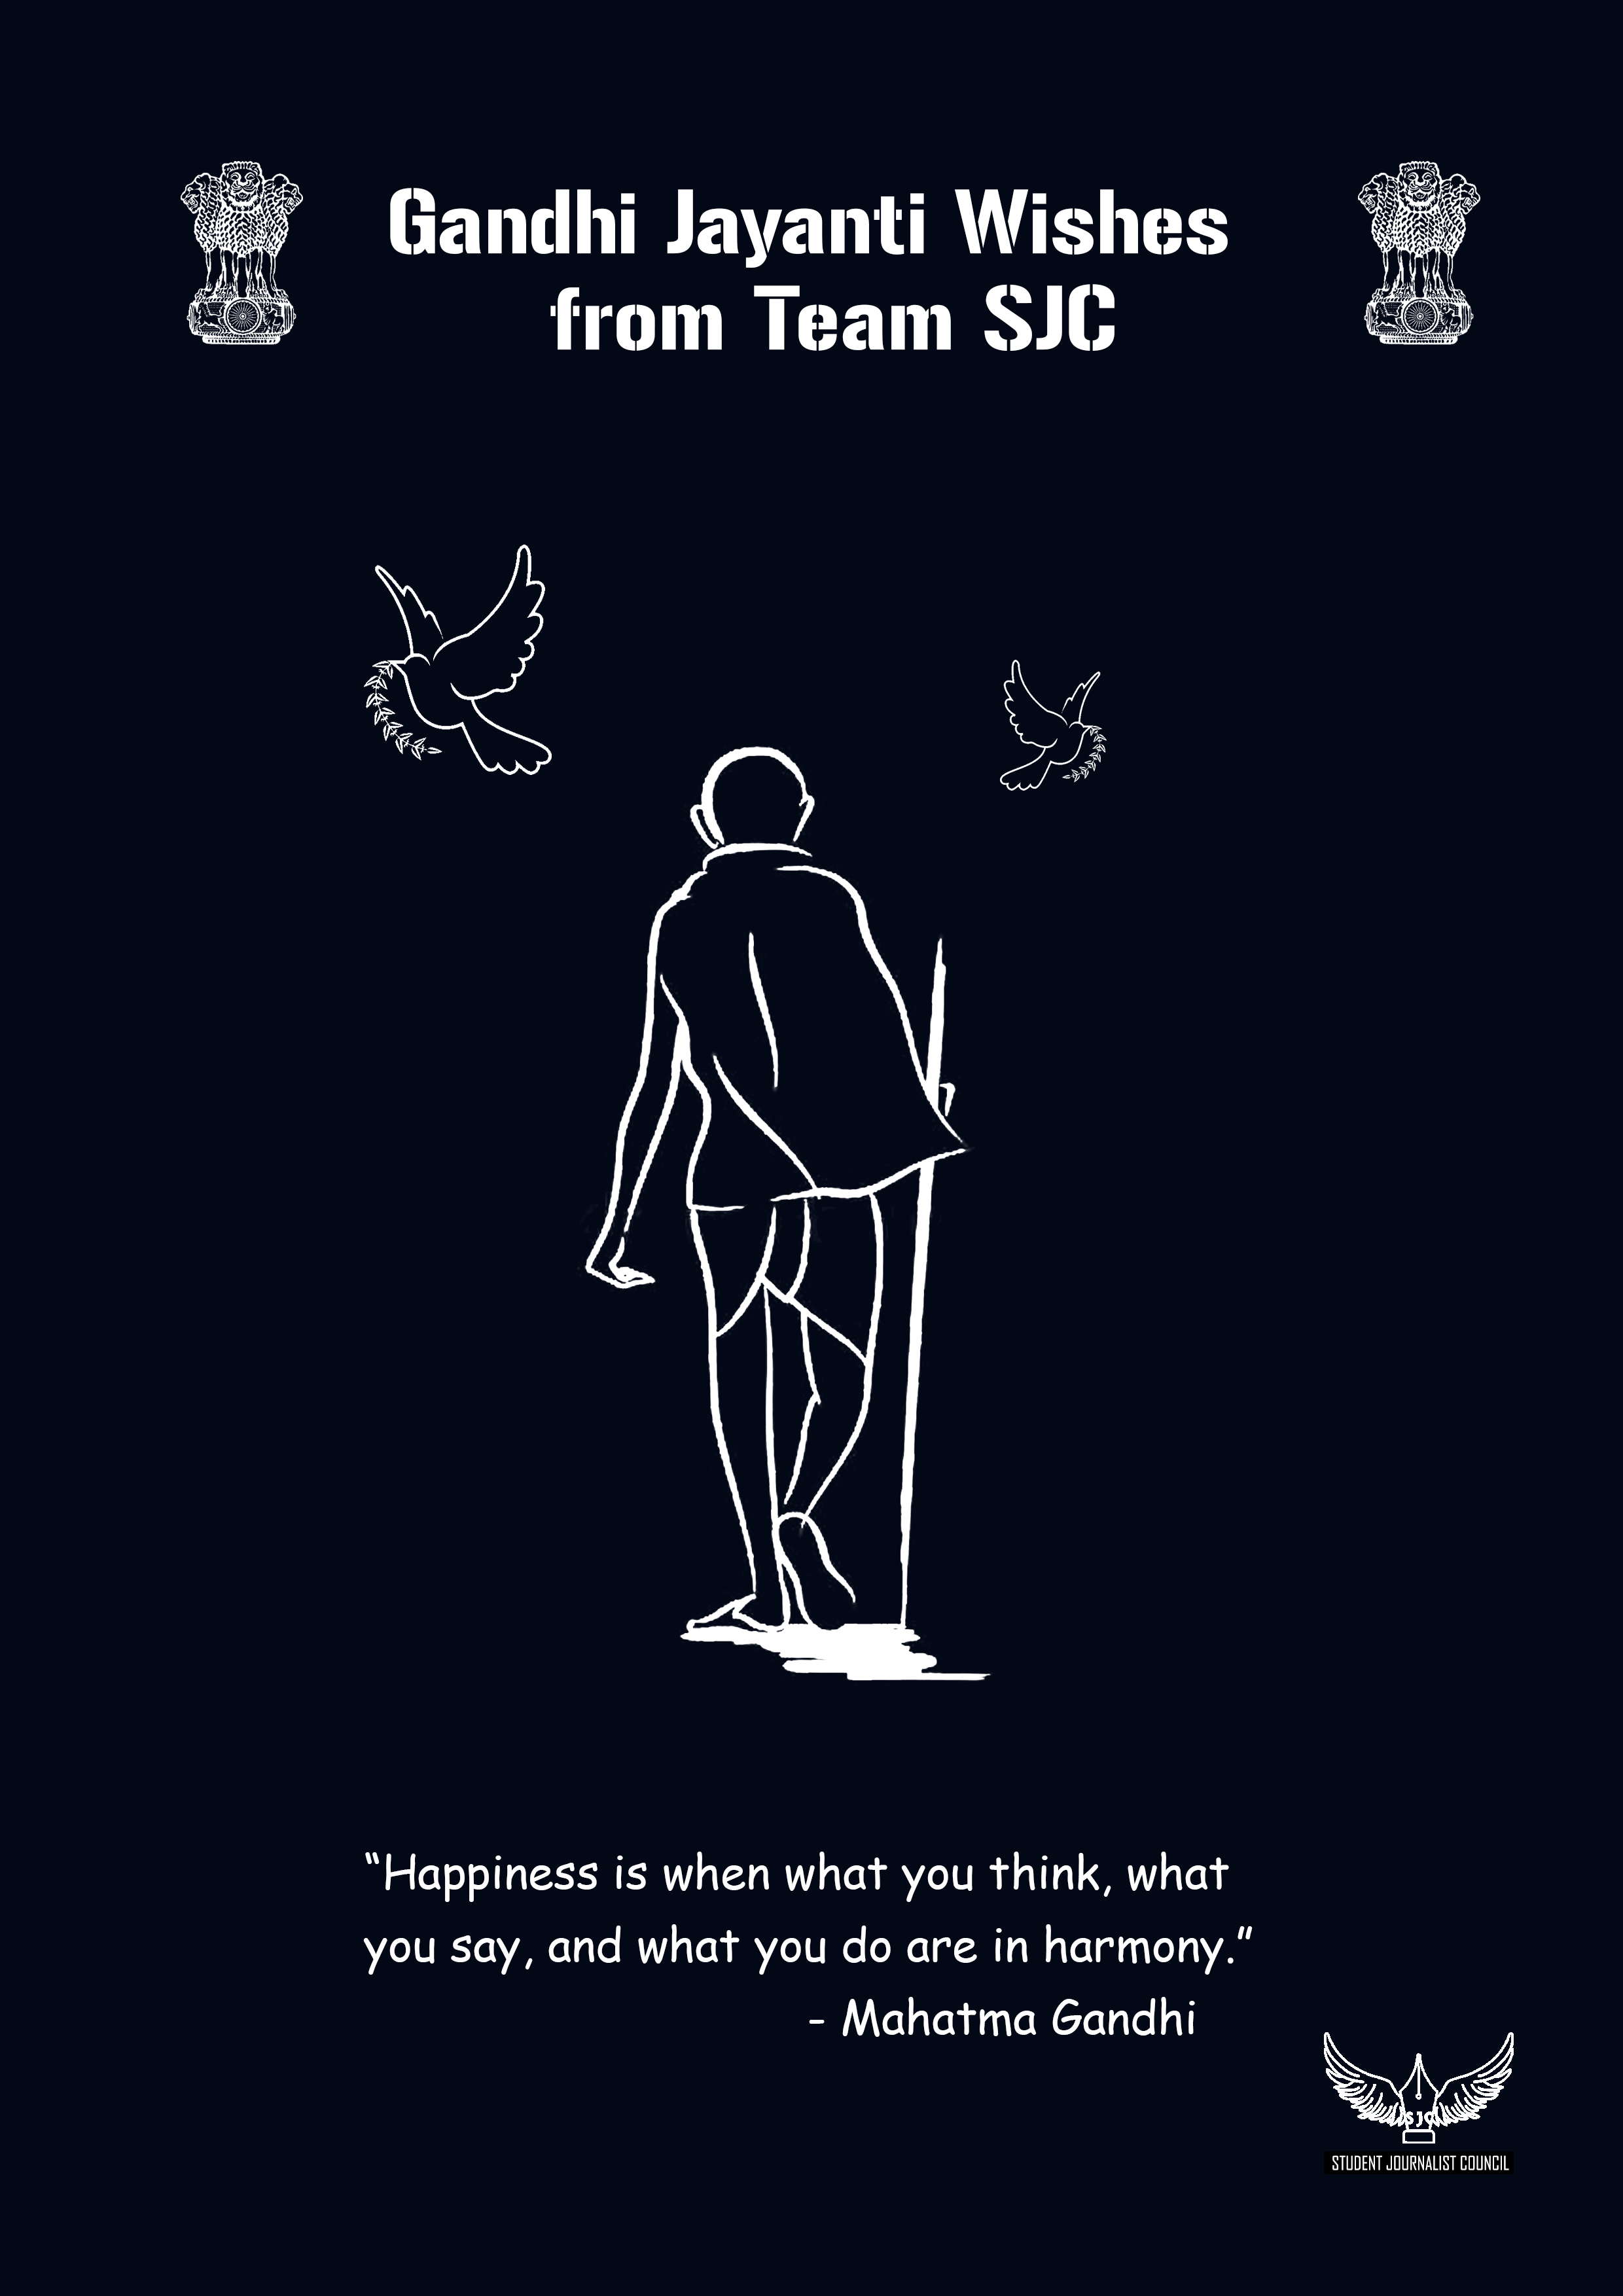 Gandhi Jayanti Wishes
from Team SJC
“Happiness is when what you think, what
you say, and what you do are in harmony.”
- Mahatma Gandhi
SJC
STUDENT JOURNALIST COUNCIL